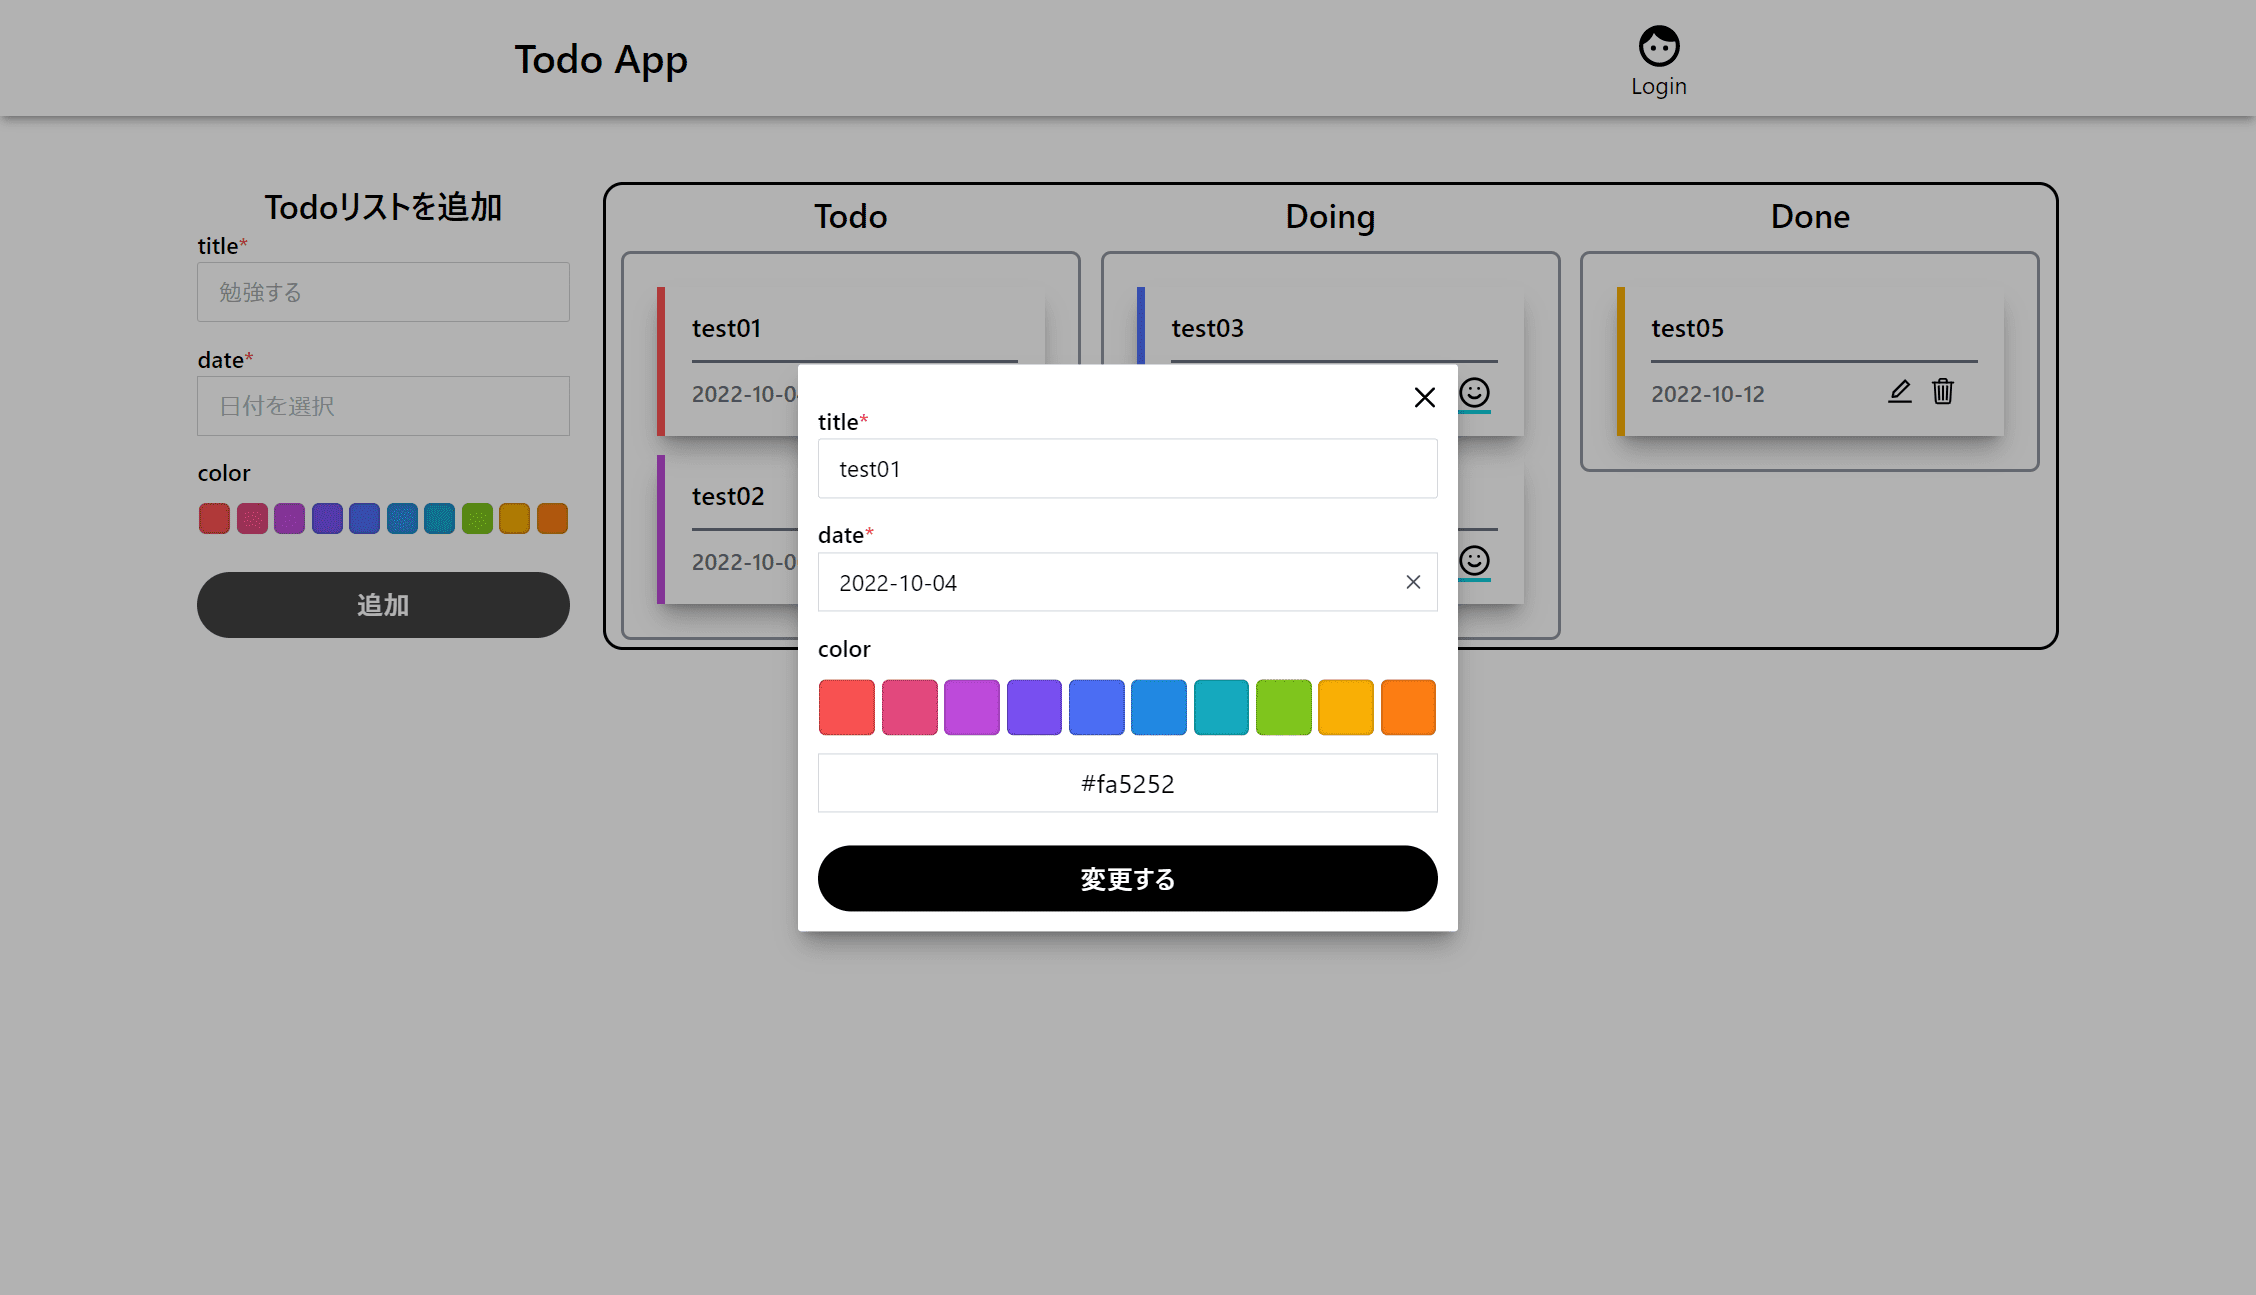 Todo App
Login
Todoリストを追加
title*
勉強する
date*
日付を選択
color
追加
Todo
Doing
Done
test01
2022-10-0
test02
2022-10-0
test03
test05
2022-10-12
title*
test01
date*
2022-10-04
color
#fa5252
変更する